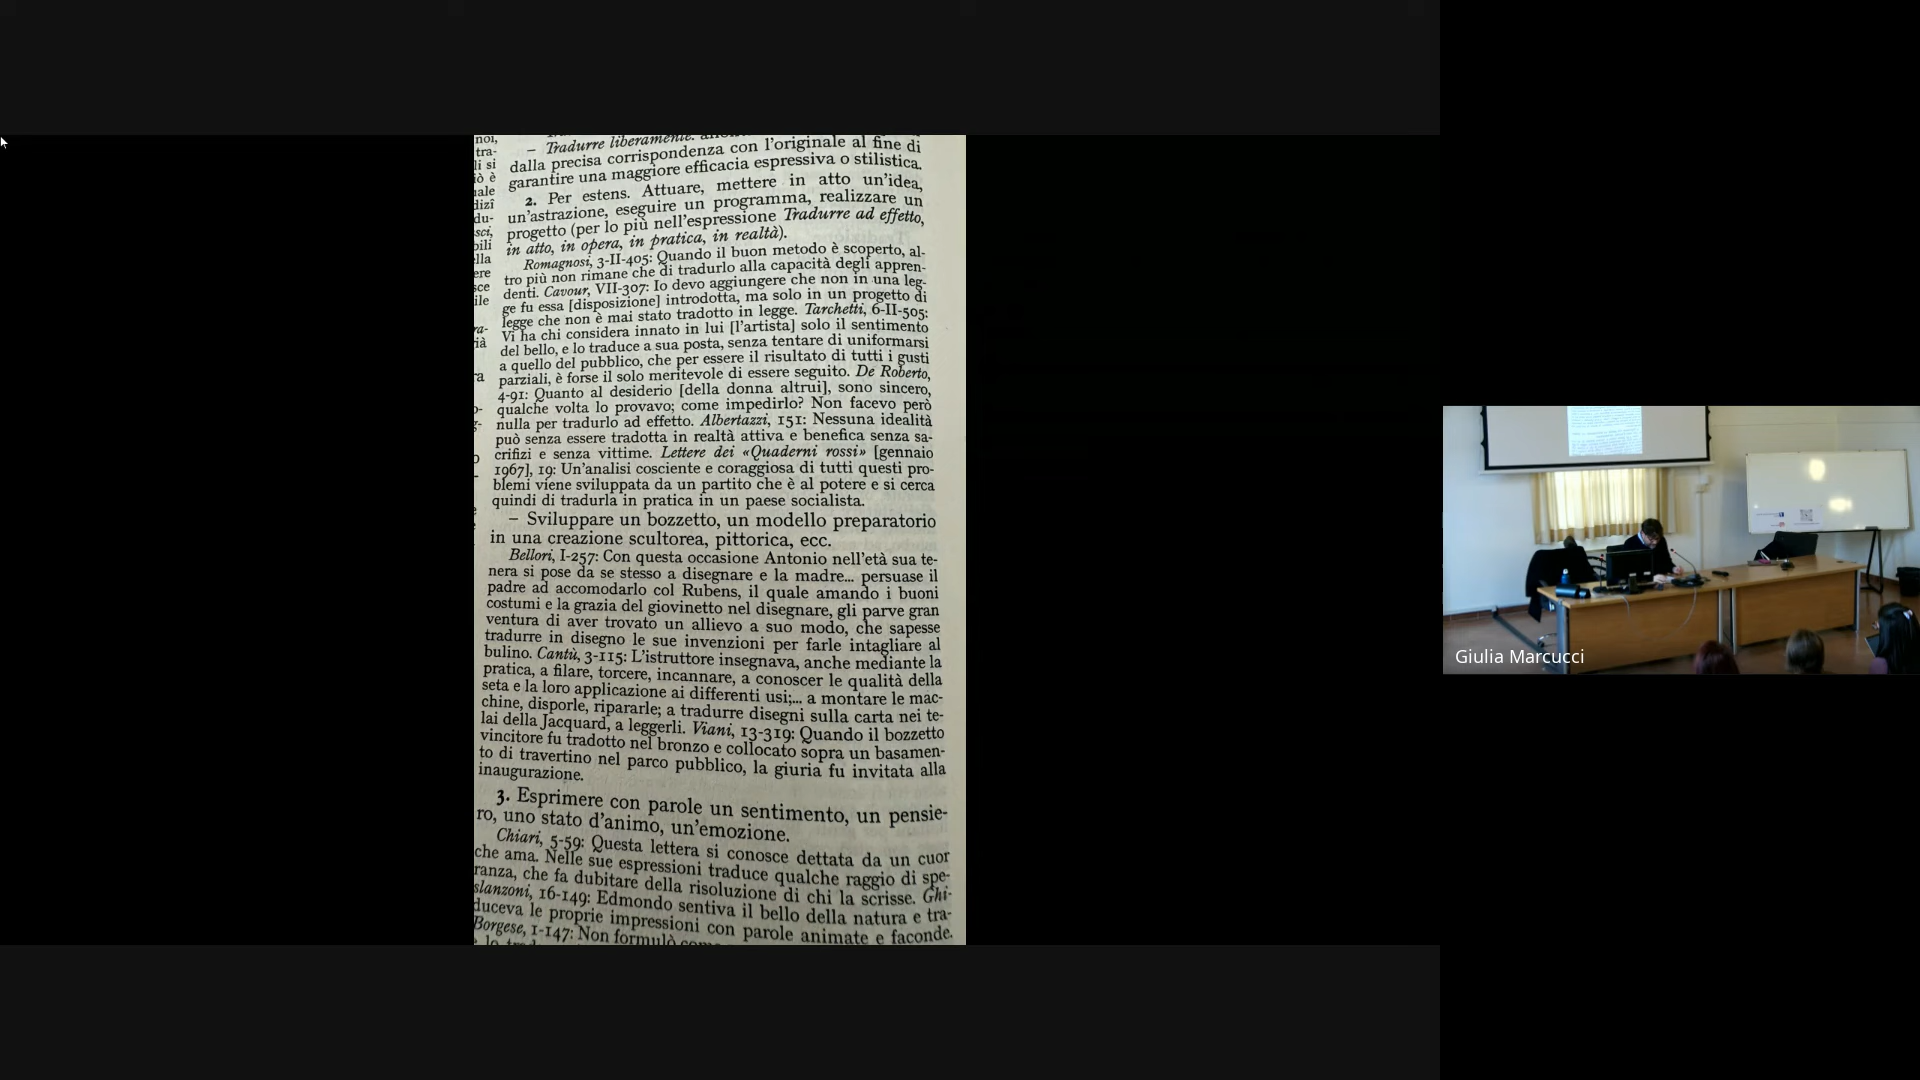 noi,
tra-
li si
iò è
uale
dizî
du-
sci,
bili
lla
ere
sce
ile
ra-
ià
ra
o-
g-
o
– Tradurre liberamente:
dalla precisa corrispondenza con l'originale al fine di
garantire una maggiore efficacia espressiva o stilistica.
2. Per estens. Attuare, mettere in atto un'idea,
un'astrazione, eseguire un programma, realizzare un
progetto (per lo più nell'espressione Tradurre ad effetto,
in atto, in opera, in pratica, in realtà).
Romagnosi, 3-II-405: Quando il buon metodo è scoperto, al-
tro più non rimane che di tradurlo alla capacità degli appren-
denti. Cavour, VII-307: Io devo aggiungere che non in una leg-
ge fu essa [disposizione] introdotta, ma solo in un progetto di
legge che non è mai stato tradotto in legge. Tarchetti, 6-II-505:
Vi ha chi considera innato in lui [l'artista] solo il sentimento
del bello, e lo traduce a sua posta, senza tentare di uniformarsi
a quello del pubblico, che per essere il risultato di tutti i gusti
parziali, è forse il solo meritevole di essere seguito. De Roberto,
4-91: Quanto al desiderio [della donna altrui], sono sincero,
qualche volta lo provavo; come impedirlo? Non facevo però
nulla per tradurlo ad effetto. Albertazzi, 151: Nessuna idealità
può senza essere tradotta in realtà attiva e benefica senza sa-
crifizi e senza vittime. Lettere dei «Quaderni rossi» [gennaio
1967], 19: Un'analisi cosciente e coraggiosa di tutti questi pro-
blemi viene sviluppata da un partito che è al potere e si cerca
quindi di tradurla in pratica in un paese socialista.
– Sviluppare un bozzetto, un modello preparatorio
in una creazione scultorea, pittorica, ecc.
Bellori, I-257: Con questa occasione Antonio nell'età sua te-
nera si pose da se stesso a disegnare e la madre... persuase il
padre ad accomodarlo col Rubens, il quale amando i buoni
costumi e la grazia del giovinetto nel disegnare, gli parve gran
ventura di aver trovato un allievo a suo modo, che sapesse
tradurre in disegno le sue invenzioni per farle intagliare al
bulino. Cantù, 3-115: L'istruttore insegnava, anche mediante la
pratica, a filare, torcere, incannare, a conoscer le qualità della
seta e la loro applicazione ai differenti usi;... a montare le mac-
chine, disporle, ripararle; a tradurre disegni sulla carta nei te-
lai della Jacquard, a leggerli. Viani, 13-319: Quando il bozzetto
vincitore fu tradotto nel bronzo e collocato sopra un basamen-
to di travertino nel parco pubblico, la giuria fu invitata alla
inaugurazione.
3. Esprimere con parole un sentimento, un pensie-
ro, uno stato d'animo, un'emozione.
Chiari, 5-59: Questa lettera si conosce dettata da un cuor
che ama. Nelle sue espressioni traduce qualche raggio di spe-
ranza, che fa dubitare della risoluzione di chi la scrisse. Ghi-
slanzoni, 16-149: Edmondo sentiva il bello della natura e tra-
duceva le proprie impressioni con parole animate e faconde.
Borgese, 1-147: Non formulò
Giulia Marcucci